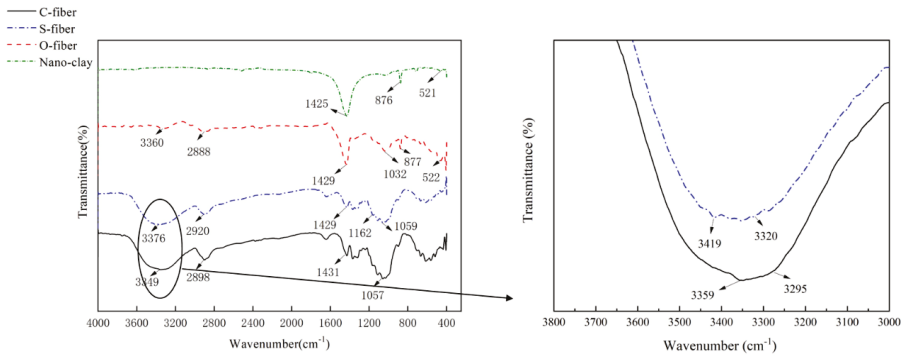 C-fiber
S-fiber
O-fiber
Nano-clay
Transmittance(%)
1425
876
521
3360
2888
1429
1032
877
522
3376
2920
1429
1162
1059
3349
2898
1431
1057
4000 3600 3200 2800 2400 2000 1600 1200 800 400
Wavenumber(cm⁻¹)
Transmittance (%)
3419
3320
3359
3295
3800 3700 3600 3500 3400 3300 3200 3100 3000
Wavenumber (cm⁻¹)